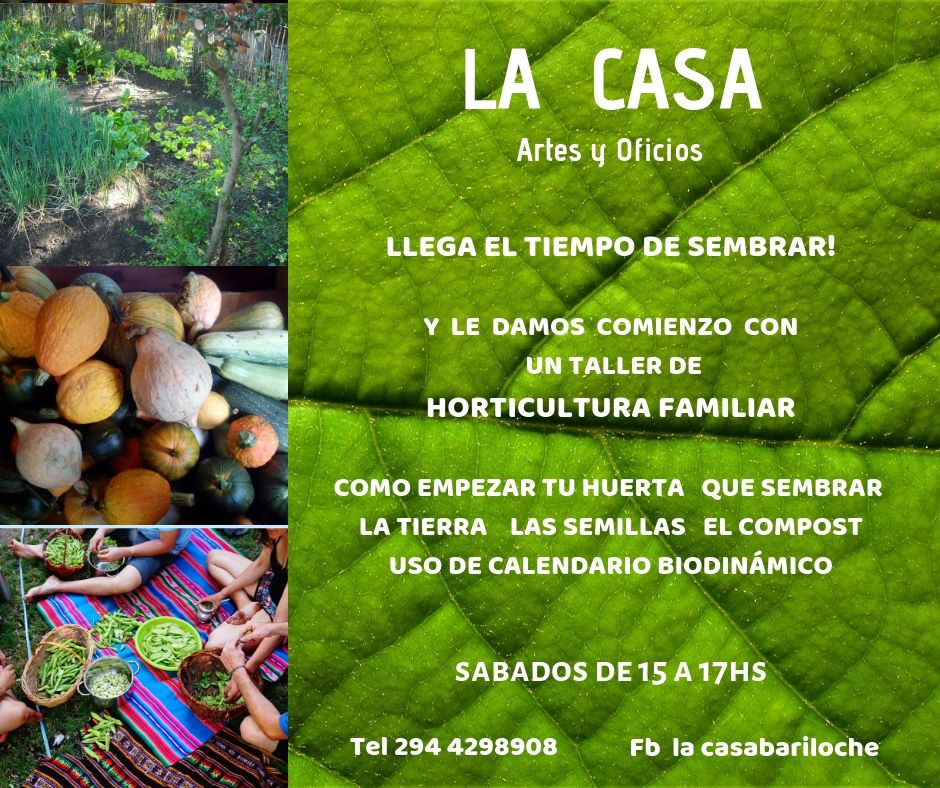 LA CASA
Artes y Oficios
LLEGA EL TIEMPO DE SEMBRAR!
Y LE DAMOS COMIENZO CON
UN TALLER DE
HORTICULTURA FAMILIAR
COMO EMPEZAR TU HUERTA QUE SEMBRAR
LA TIERRA LAS SEMILLAS EL COMPOST
USO DE CALENDARIO BIODINÁMICO
SABADOS DE 15 A 17HS
Tel 294 4298908 Fb la casabariloche